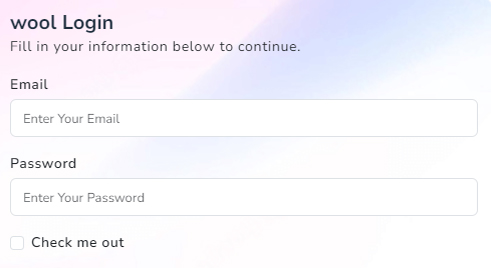 wool Login
Fill in your information below to continue.
Email
Enter Your Email
Password
Enter Your Password
Check me out